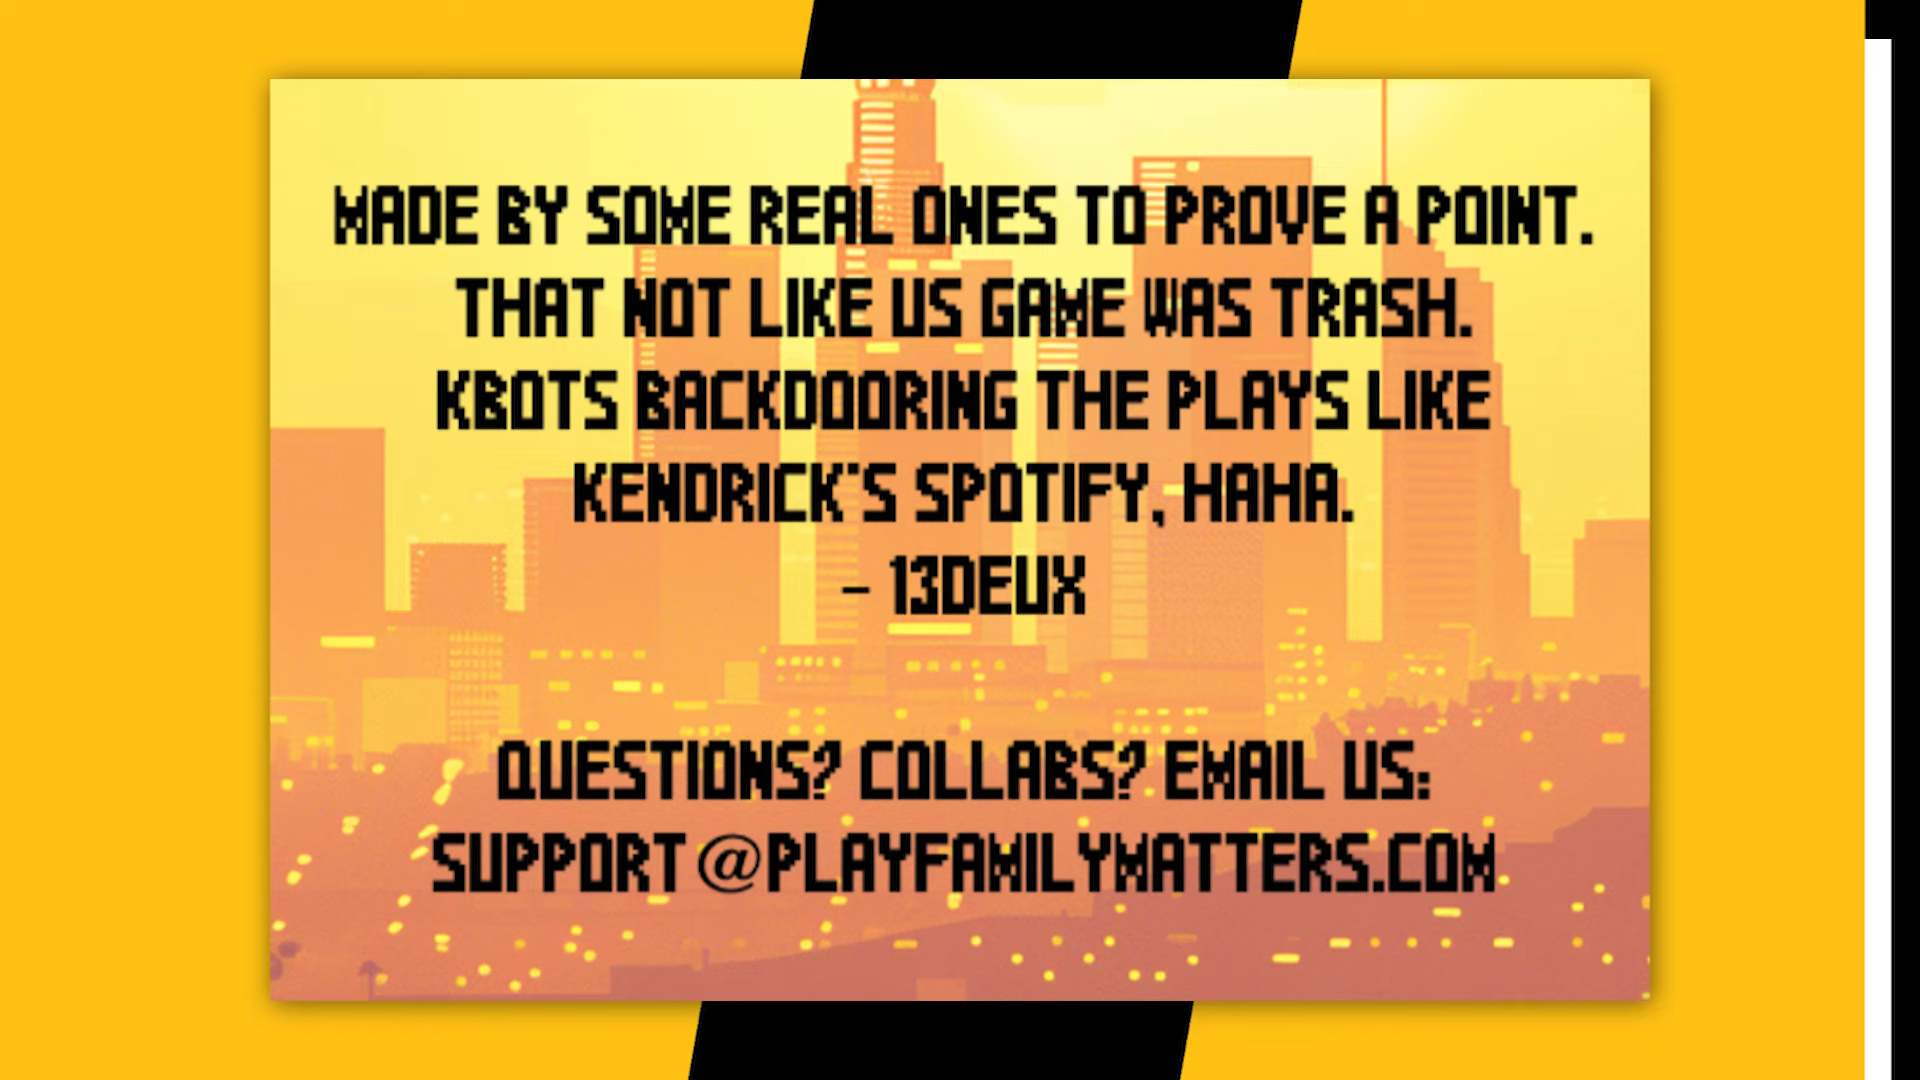 MADE BY SOME REAL ONES TO PROVE A POINT.
THAT NOT LIKE US GAME WAS TRASH.
KBOTS BACKDOORING THE PLAYS LIKE
KENDRICK'S SPOTIFY, HAHA.
- 13DEUX
QUESTIONS? COLLABS? EMAIL US:
SUPPORT@PLAYFAMILYMATTERS.COM